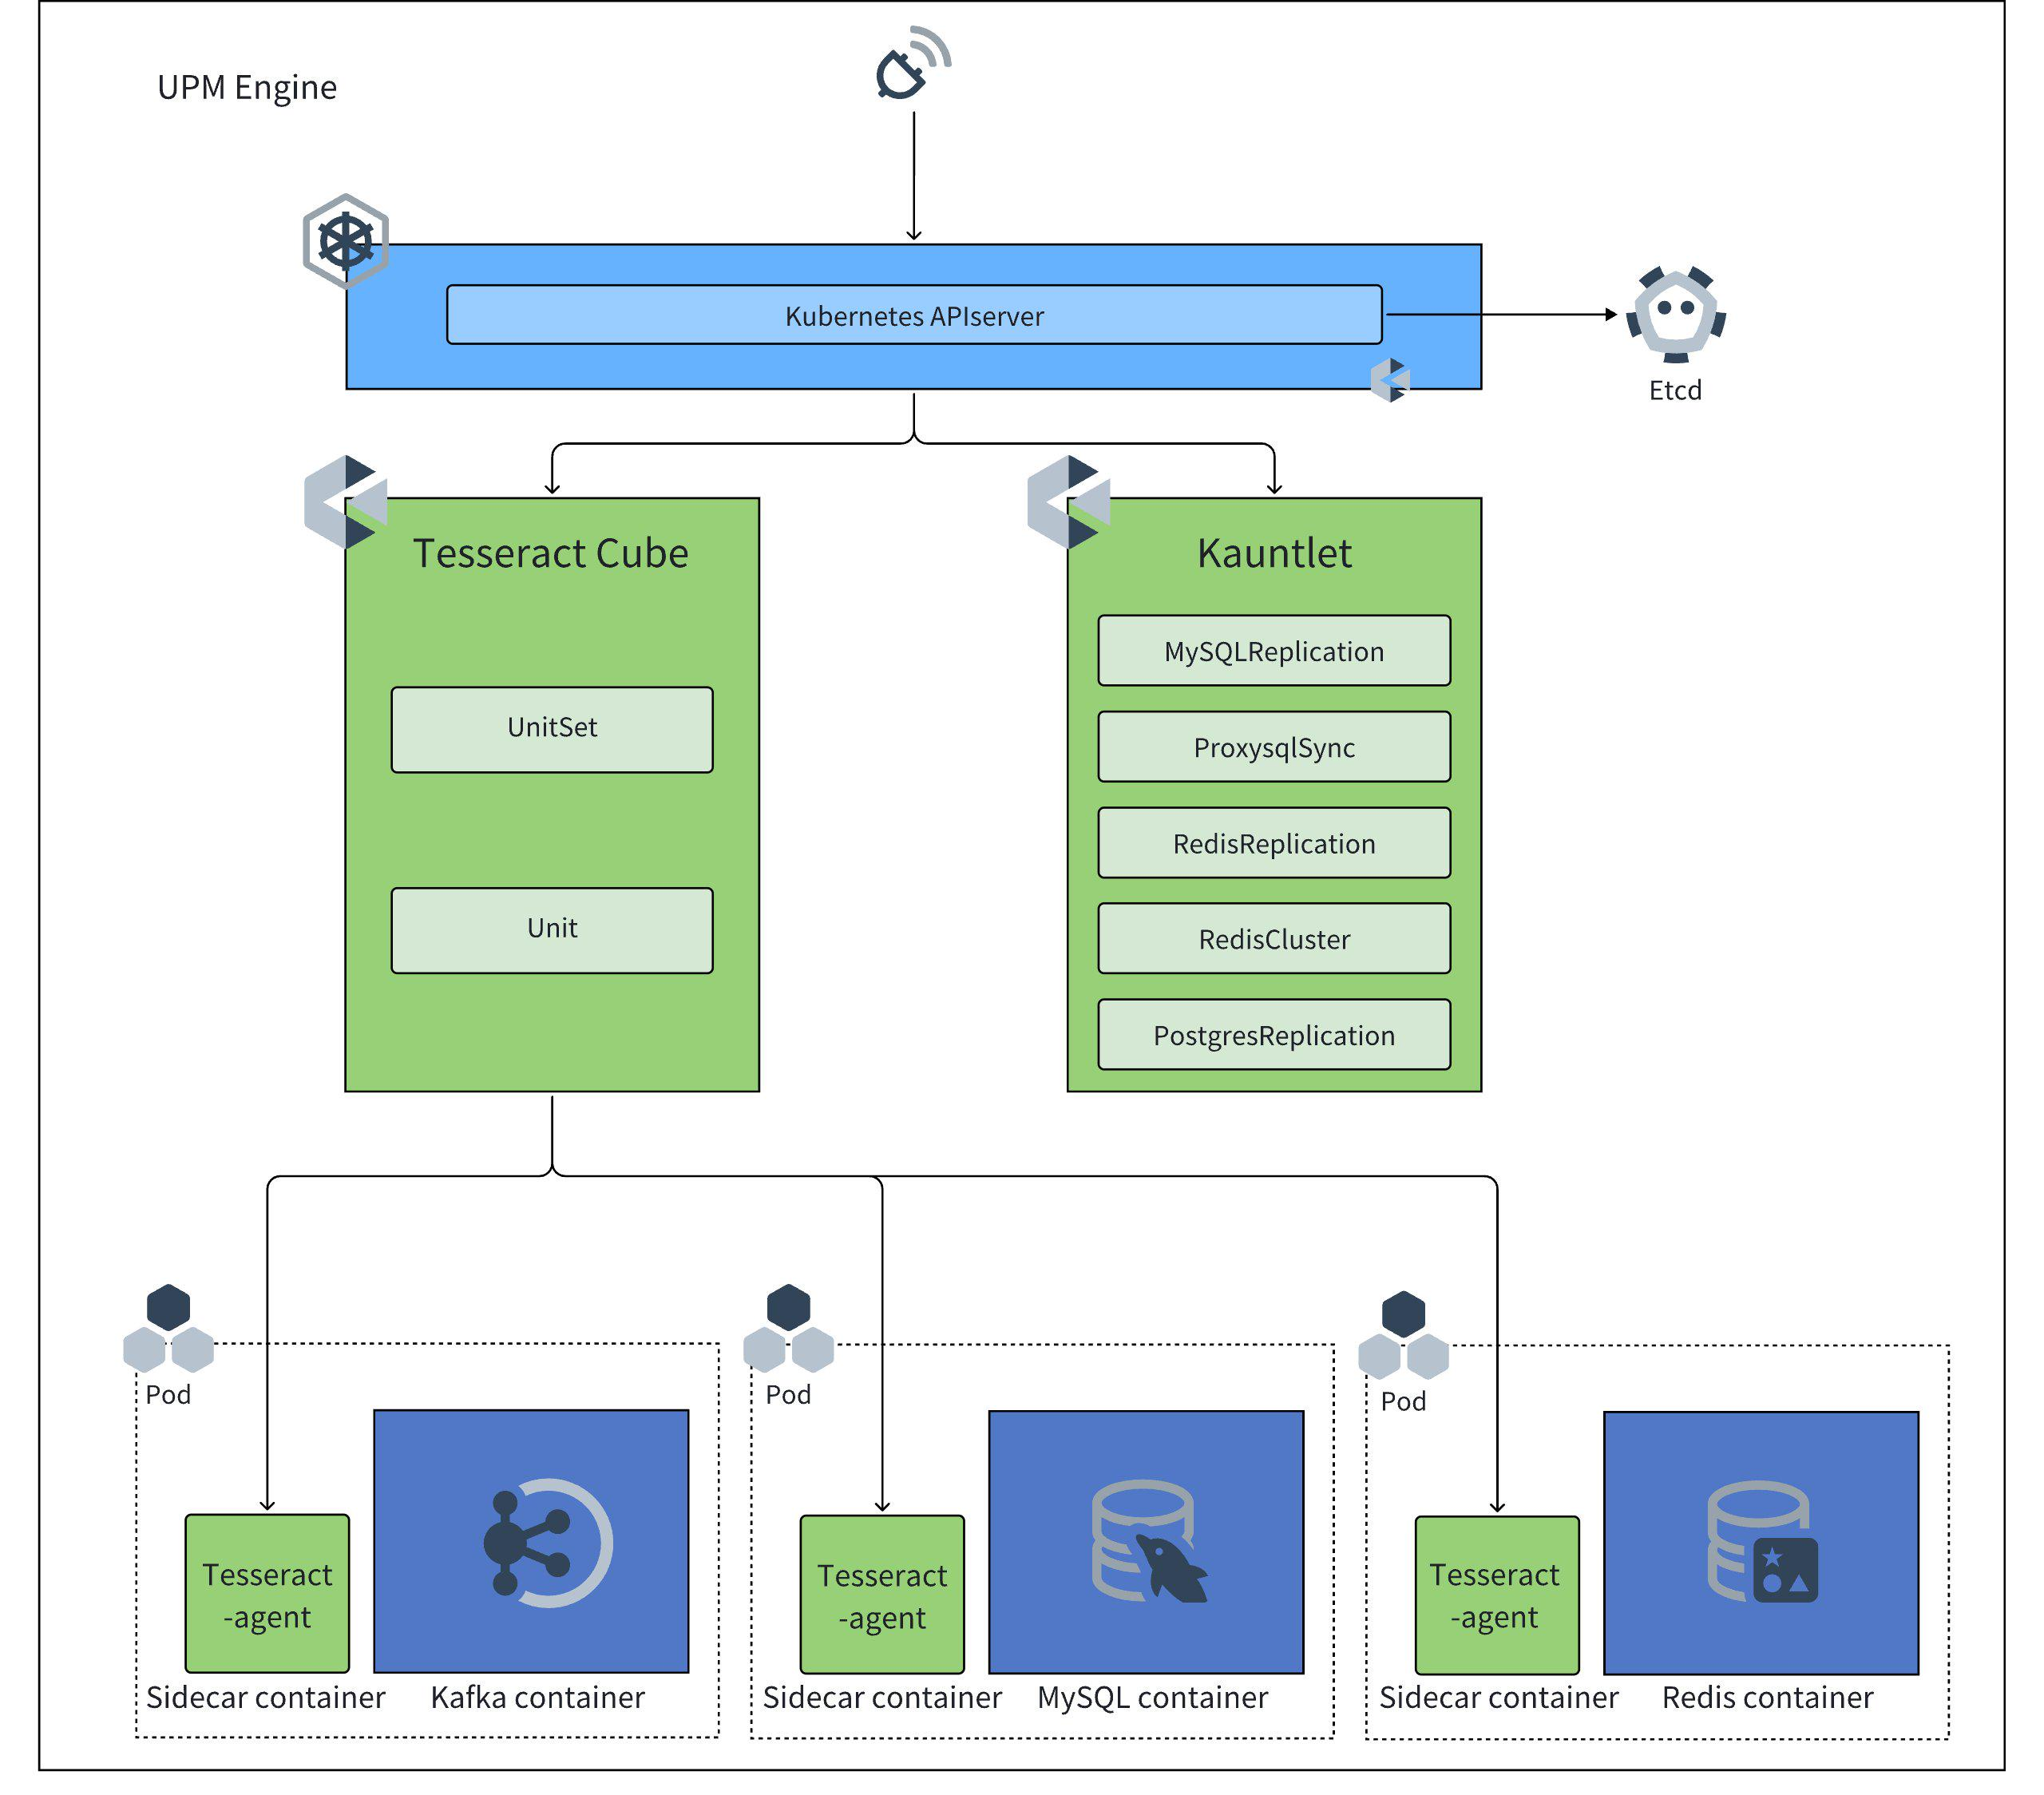 UPM Engine
Kubernetes APIserver
Etcd
Tesseract Cube
UnitSet
Unit
Kauntlet
MySQLReplication
ProxysqlSync
RedisReplication
RedisCluster
PostgresReplication
Pod
Tesseract
-agent
Sidecar container
Kafka container
Pod
Tesseract
-agent
Sidecar container
MySQL container
Pod
Tesseract
-agent
Sidecar container
Redis container